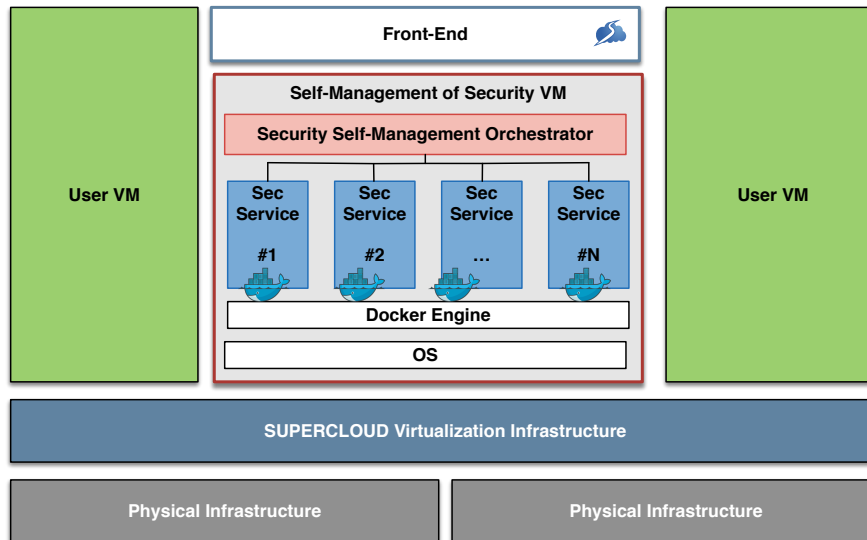 Front-End
Self-Management of Security VM
Security Self-Management Orchestrator
User VM
Sec
Service
#1
Sec
Service
#2
Sec
Service
...
Sec
Service
#N
User VM
Docker Engine
OS
SUPERCLOUD Virtualization Infrastructure
Physical Infrastructure
Physical Infrastructure